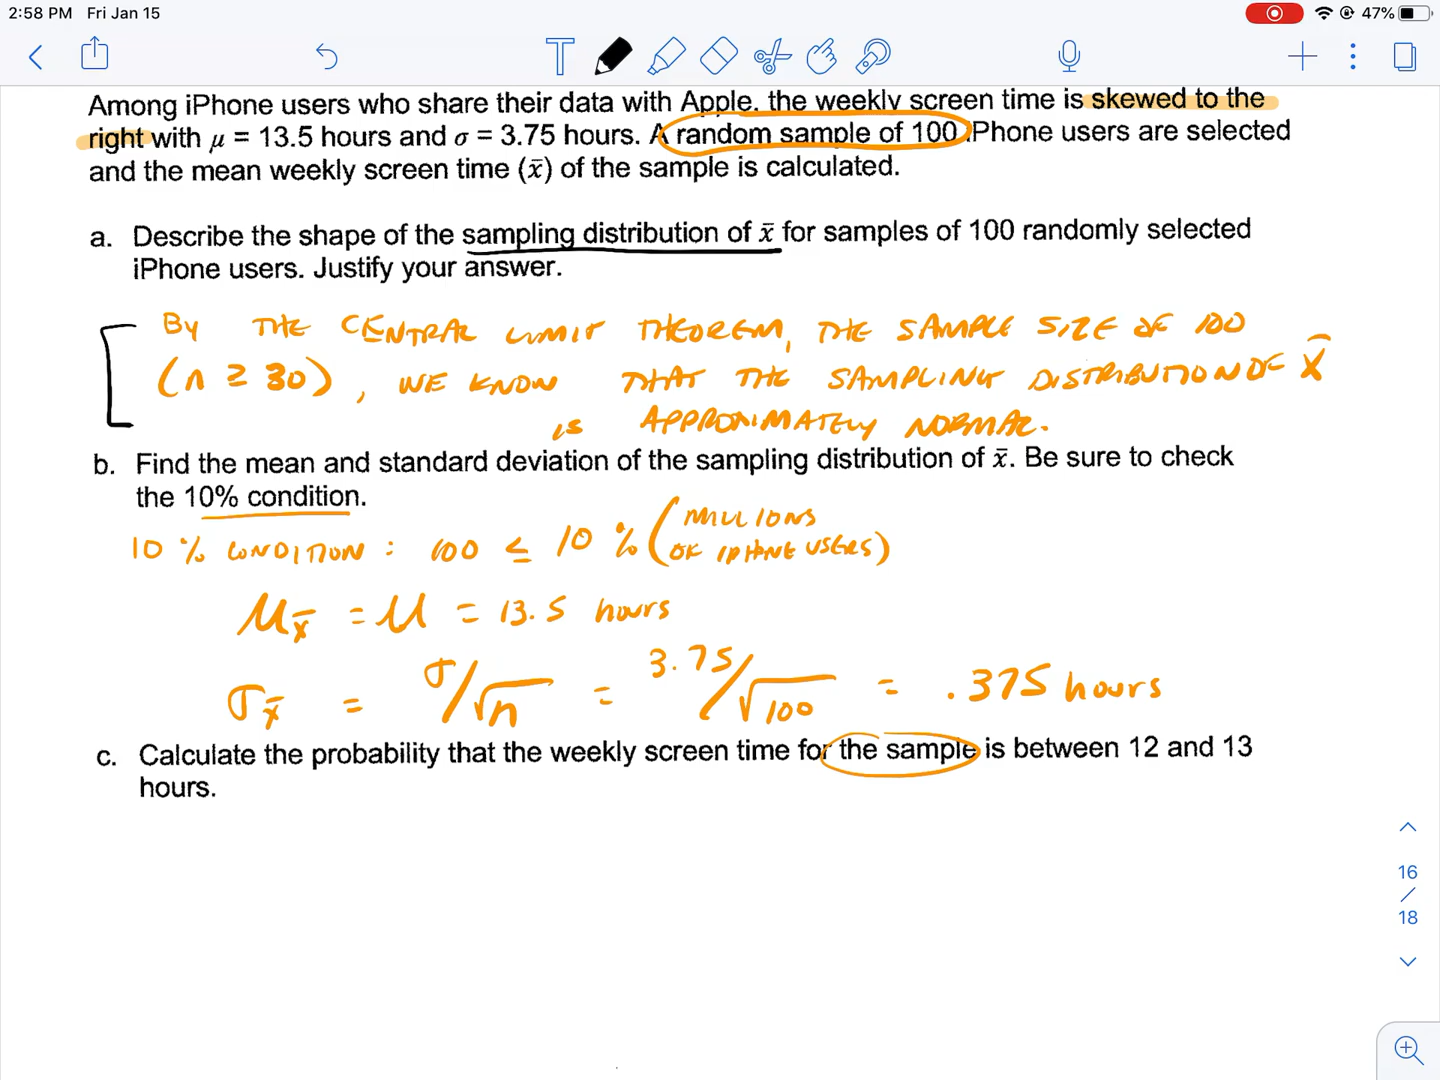 2:58 PM Fri Jan 15 47%
Among iPhone users who share their data with Apple, the weekly screen time is skewed to the
right with μ = 13.5 hours and σ = 3.75 hours. A random sample of 100 iPhone users are selected
and the mean weekly screen time (x̄) of the sample is calculated.
a. Describe the shape of the sampling distribution of x̄ for samples of 100 randomly selected
iPhone users. Justify your answer.
By THE CENTRAL LIMIT THEOREM, THE SAMPLE SIZE OF 100
(n ≥ 30), WE KNOW THAT THE SAMPLING DISTRIBUTION OF x̄
IS APPROXIMATELY NORMAL.
b. Find the mean and standard deviation of the sampling distribution of x̄. Be sure to check
the 10% condition.
10% CONDITION: 100 ≤ 10% (MILLIONS
OF IPHONE USERS)
μx̄ = μ = 13.5 hours
σx̄ = σ/√n = 3.75/√100 = .375 hours
c. Calculate the probability that the weekly screen time for the sample is between 12 and 13
hours.
16
/
18